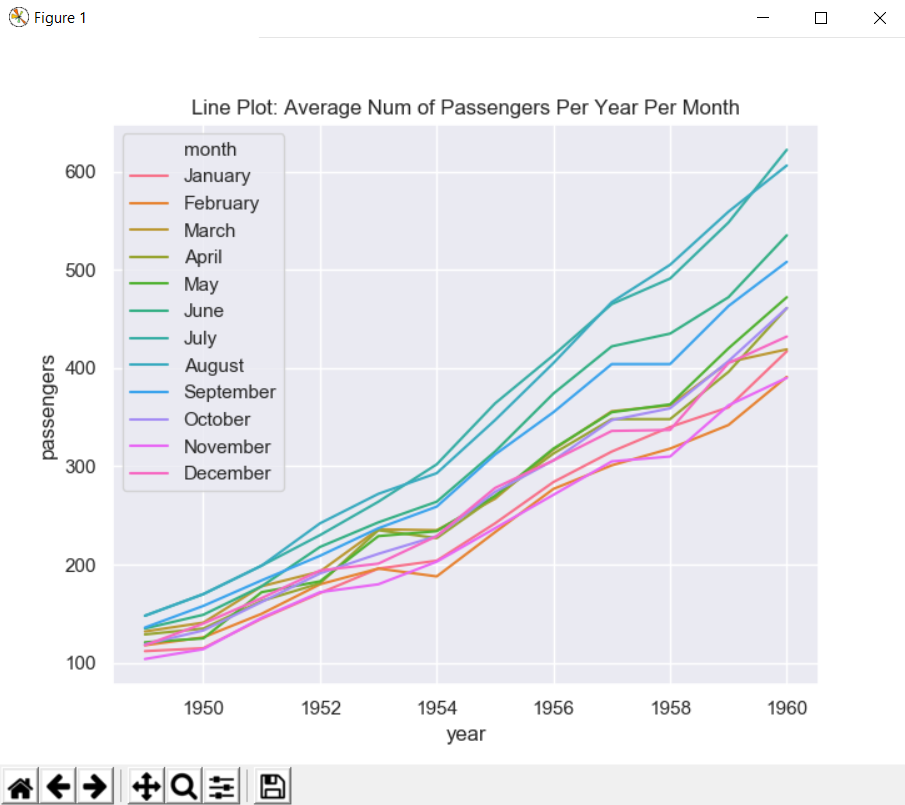 Figure 1
Line Plot: Average Num of Passengers Per Year Per Month
month
January
February
March
April
May
June
July
August
September
October
November
December
600
500
400
300
200
100
passengers
1950 1952 1954 1956 1958 1960
year